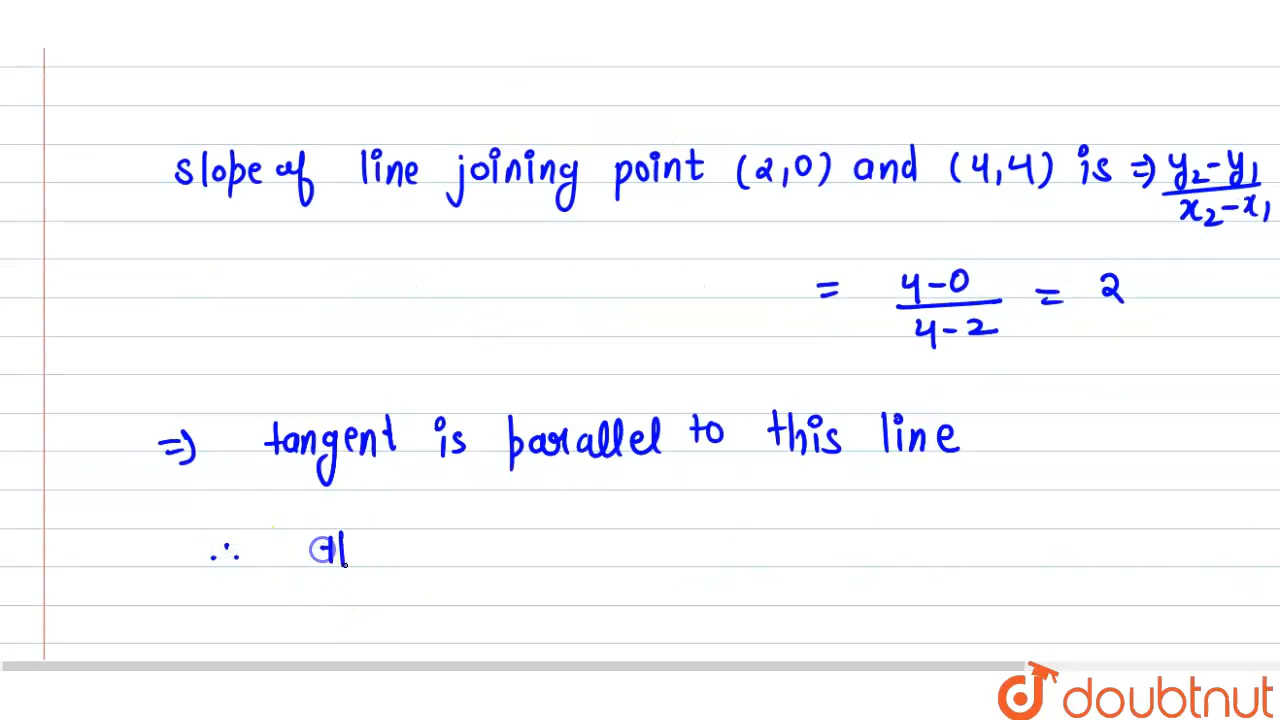 slope of line joining point (2,0) and (4,4) is ⇒ y₂-y₁/x₂-x₁
= 4-0/4-2 = 2
⇒ tangent is parallel to this line
∴
doubtnut